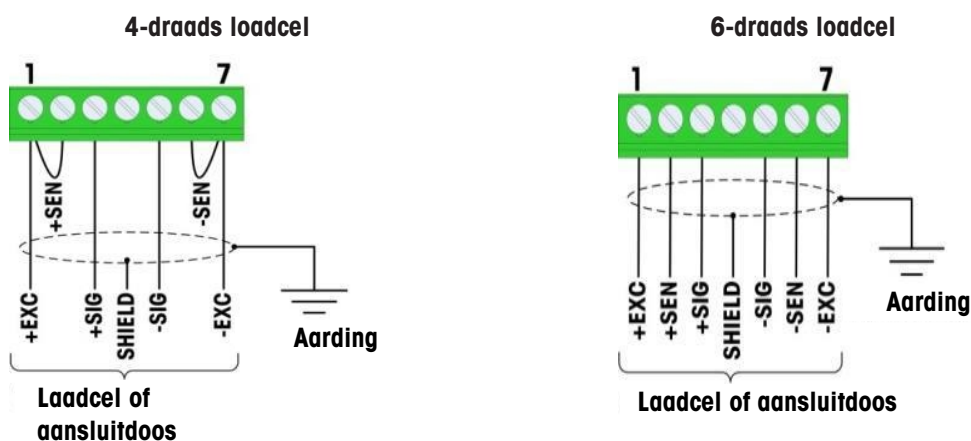 4-draads loadcel
1 7
+SEN
-SEN
+EXC
+SIG
SHIELD
-SIG
-EXC
Aarding
Laadcel of
aansluitdoos
6-draads loadcel
1 7
+EXC
+SEN
+SIG
SHIELD
-SIG
-SEN
-EXC
Aarding
Laadcel of aansluitdoos